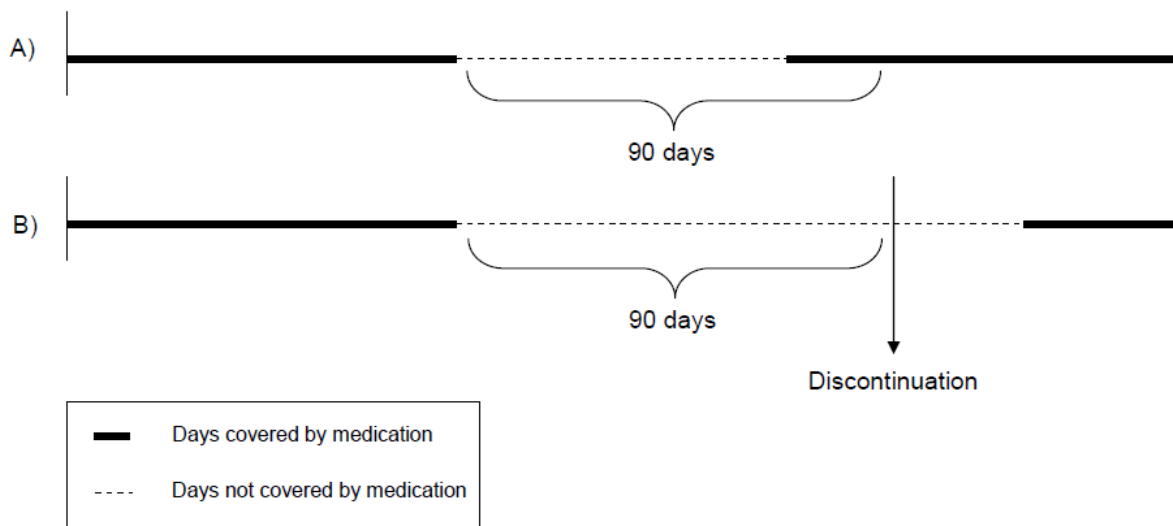 A)
90 days
B)
90 days
Discontinuation
Days covered by medication
Days not covered by medication